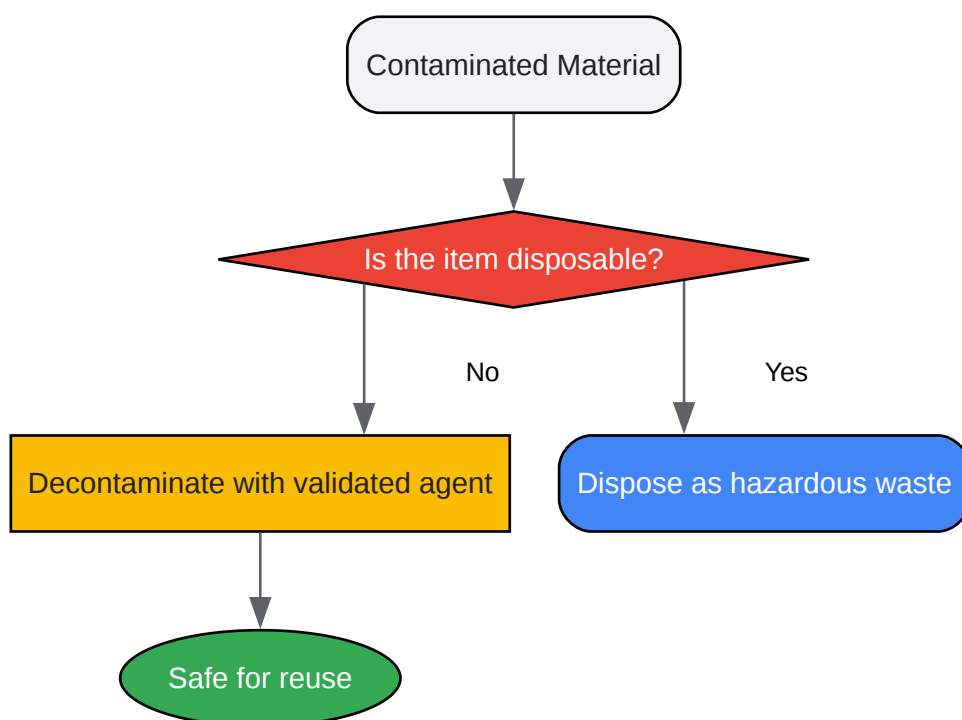 Contaminated Material
Is the item disposable?
No
Yes
Decontaminate with validated agent
Dispose as hazardous waste
Safe for reuse